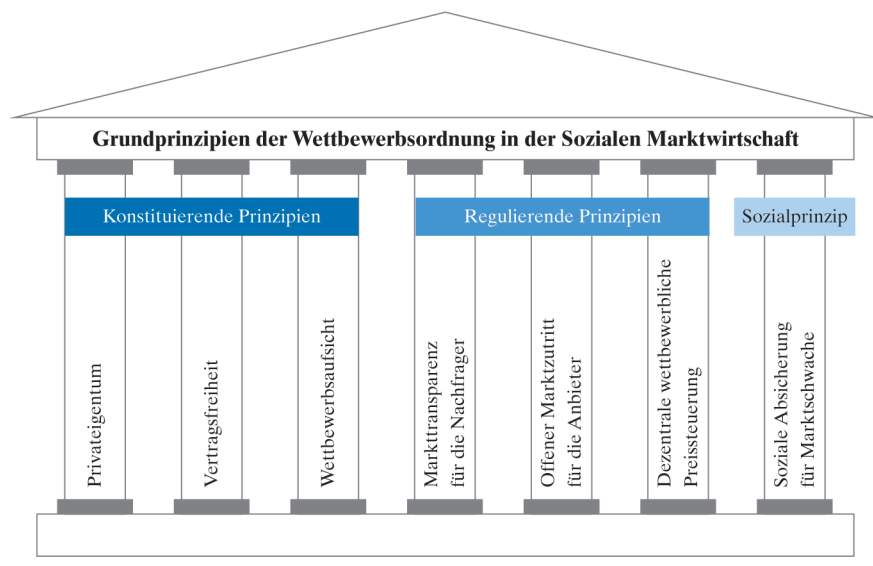 Grundprinzipien der Wettbewerbsordnung in der Sozialen Marktwirtschaft
Konstituierende Prinzipien
Regulierende Prinzipien
Sozialprinzip
Privateigentum
Vertragsfreiheit
Wettbewerbsaufsicht
Markttransparenz
für die Nachfrager
Offener Marktzutritt
für die Anbieter
Dezentrale wettbewerbliche
Preissteuerung
Soziale Absicherung
für Marktschwache